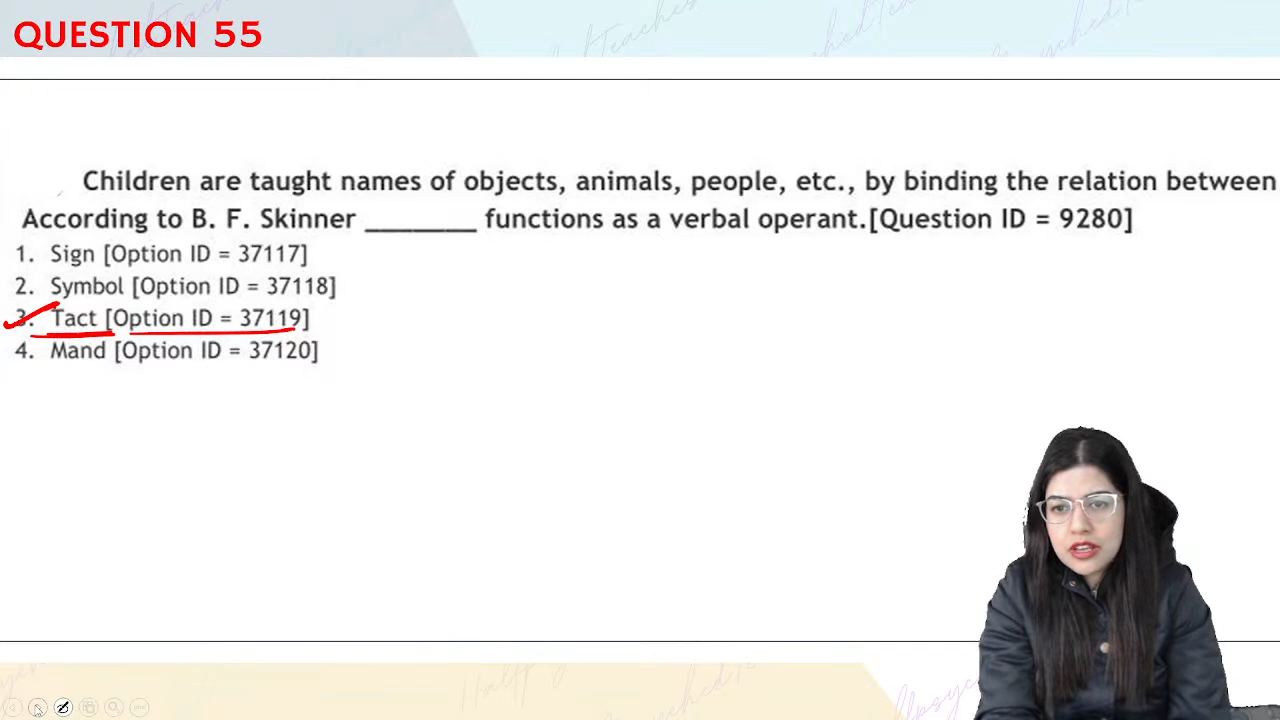 QUESTION 55
Children are taught names of objects, animals, people, etc., by binding the relation between
According to B. F. Skinner _______ functions as a verbal operant.[Question ID = 9280]
1. Sign [Option ID = 37117]
2. Symbol [Option ID = 37118]
3. Tact [Option ID = 37119]
4. Mand [Option ID = 37120]